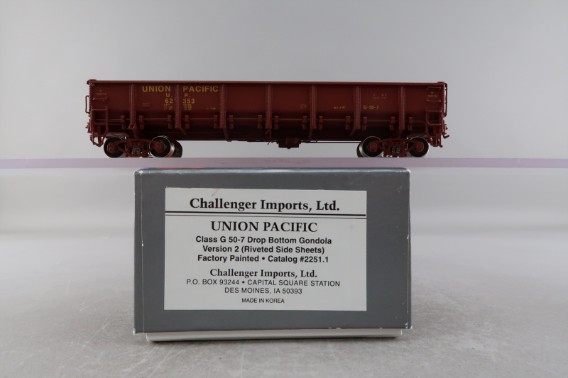 UNION PACIFIC
Challenger Imports, Ltd.
UNION PACIFIC
Class G 50-7 Drop Bottom Gondola
Version 2 (Riveted Side Sheets)
Factory Painted • Catalog #2251.1
Challenger Imports, Ltd.
P.O. BOX 93244 • CAPITAL SQUARE STATION
DES MOINES, IA 50393
MADE IN KOREA